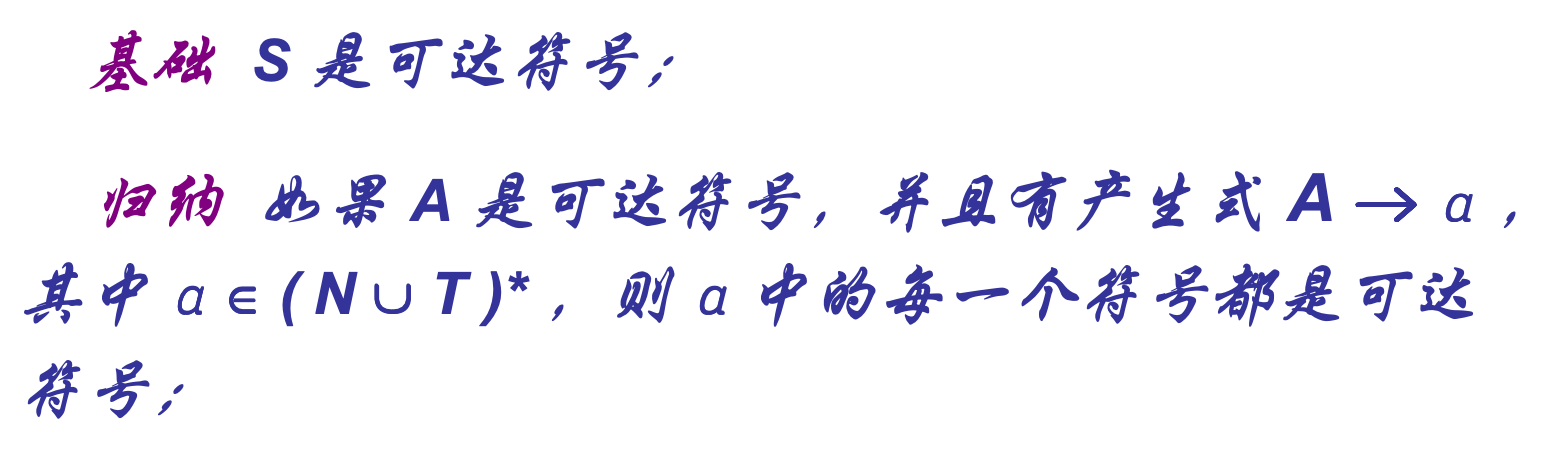 基础 S 是可达符号；
归纳 如果 A 是可达符号，并且有产生式 A → α ，
其中 α ∈ ( N ∪ T )* ，则 α 中的每一个符号都是可达
符号；